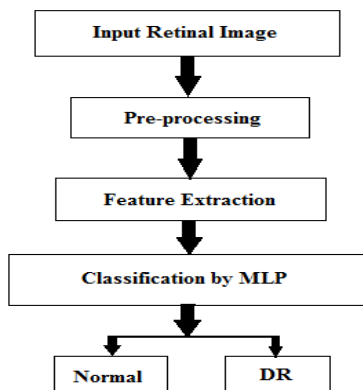 Input Retinal Image
Pre-processing
Feature Extraction
Classification by MLP
Normal
DR